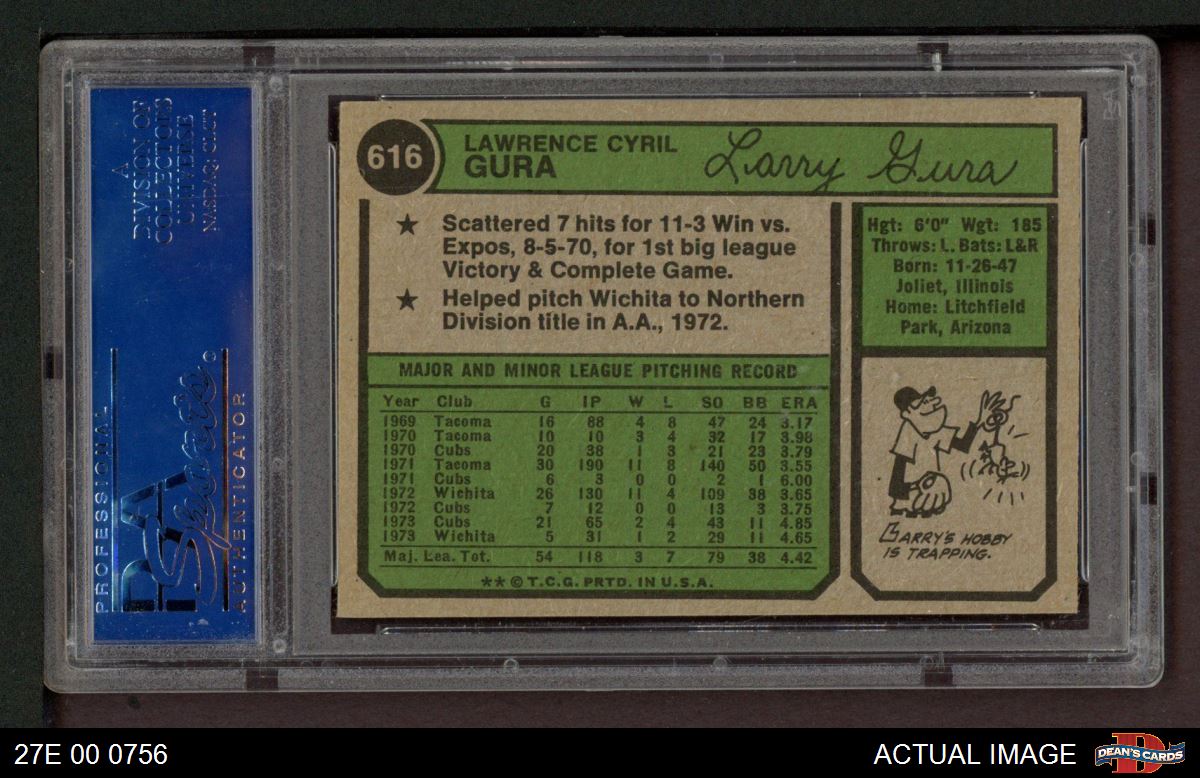 A
DIVISION OF
COLLECTORS
UNIVERSE
NASDAQ: CLCT
PROFESSIONAL
PSA
Sports
AUTHENTICATOR
616
LAWRENCE CYRIL
GURA
Larry Gura
★ Scattered 7 hits for 11-3 Win vs.
Expos, 8-5-70, for 1st big league
Victory & Complete Game.
★ Helped pitch Wichita to Northern
Division title in A.A., 1972.
Hgt: 6'0" Wgt: 185
Throws: L. Bats: L&R
Born: 11-26-47
Joliet, Illinois
Home: Litchfield
Park, Arizona
MAJOR AND MINOR LEAGUE PITCHING RECORD
Year Club G IP W L SO BB ERA
1969 Tacoma 16 88 4 8 47 24 3.17
1970 Tacoma 10 10 3 4 32 17 3.98
1970 Cubs 20 38 1 3 21 23 3.79
1971 Tacoma 30 190 11 8 140 50 3.55
1971 Cubs 6 3 0 0 2 1 6.00
1972 Wichita 26 130 11 4 109 38 3.65
1972 Cubs 7 12 0 0 13 3 3.75
1973 Cubs 21 65 2 4 43 11 4.85
1973 Wichita 5 31 1 2 29 11 4.65
Maj. Lea. Tot. 54 118 3 7 79 38 4.42
** © T.C.G. PRTD. IN U.S.A.
LARRY'S HOBBY
IS TRAPPING.
27E 00 0756
ACTUAL IMAGE
DEAN'S CARDS